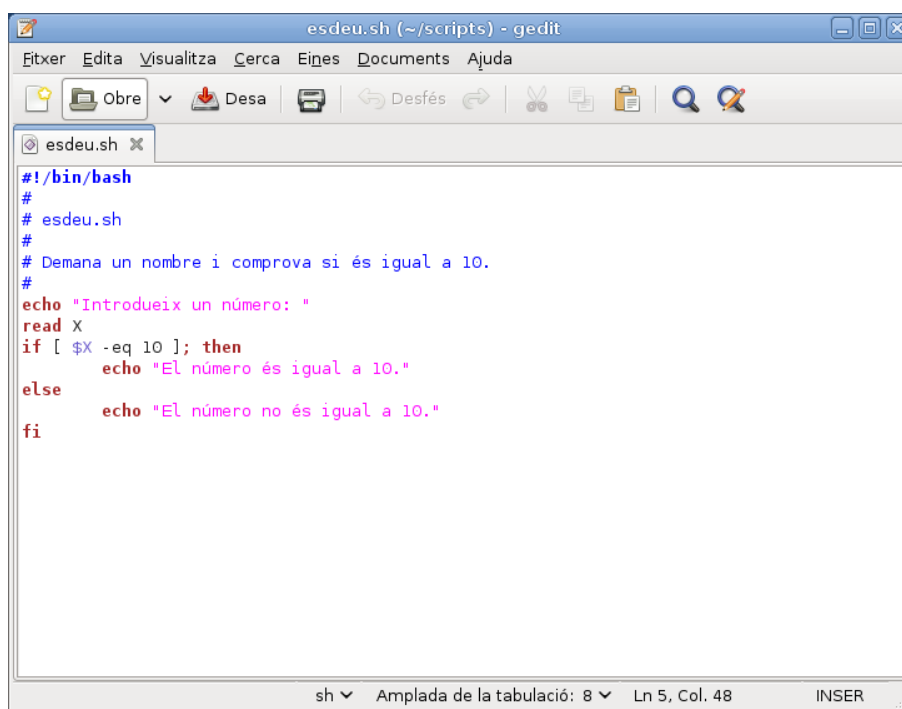 esdeu.sh (~/scripts) - gedit
Fitxer Edita Visualitza Cerca Eines Documents Ajuda
Obre Desa Desfés
esdeu.sh
#!/bin/bash
#
# esdeu.sh
#
# Demana un nombre i comprova si és igual a 10.
#
echo "Introdueix un número: "
read X
if [ $X -eq 10 ]; then
echo "El número és igual a 10."
else
echo "El número no és igual a 10."
fi
sh Amplada de la tabulació: 8 Ln 5, Col. 48 INSER